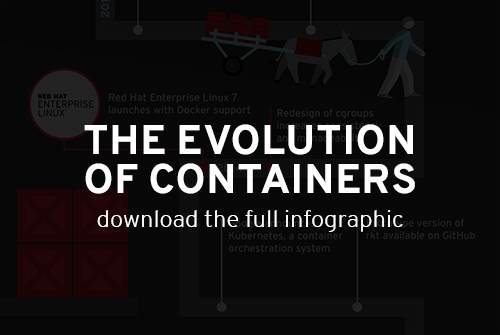 201
RED HAT
ENTERPRISE
LINUX
Red Hat Enterprise Linux 7
launches with Docker support
Redesign of cgroups
THE EVOLUTION
OF CONTAINERS
download the full infographic
version of
Kubernetes, a container
rkt available on GitHub
orchestration system